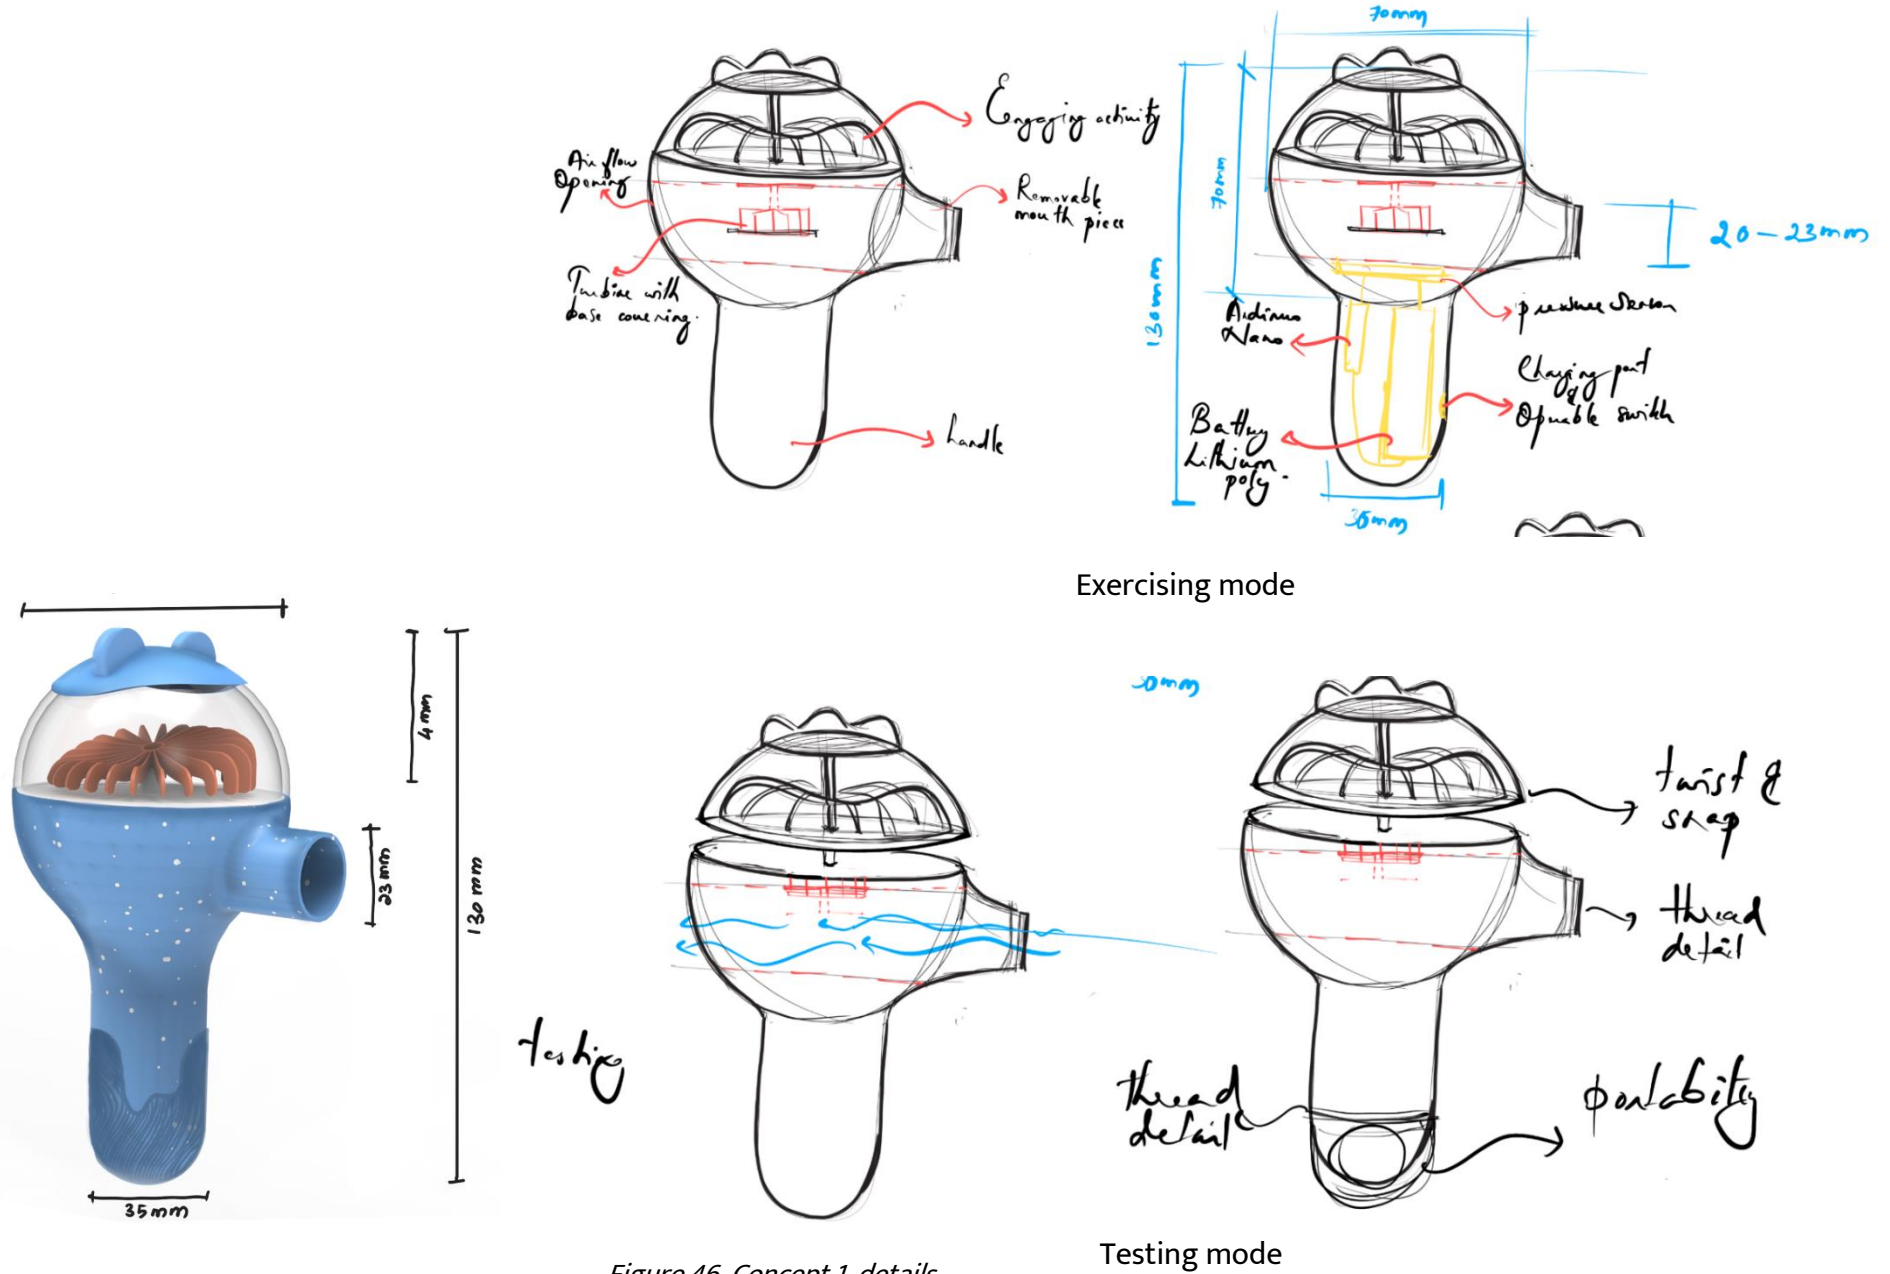 70mm
Engaging activity
Air flow
Opening
Removable
mouth piece
Turbine with
base covering.
handle
70mm
130mm
20-23mm
Arduino
Nano
pressure sensor
Charging port
&
Openable switch
Battery
Lithium
poly.
35mm
Exercising mode
4mm
23mm
130mm
35mm
testing
twist &
snap
thread
detail
thread
detail
portability
Testing mode
Figure 46. Concept 1 details